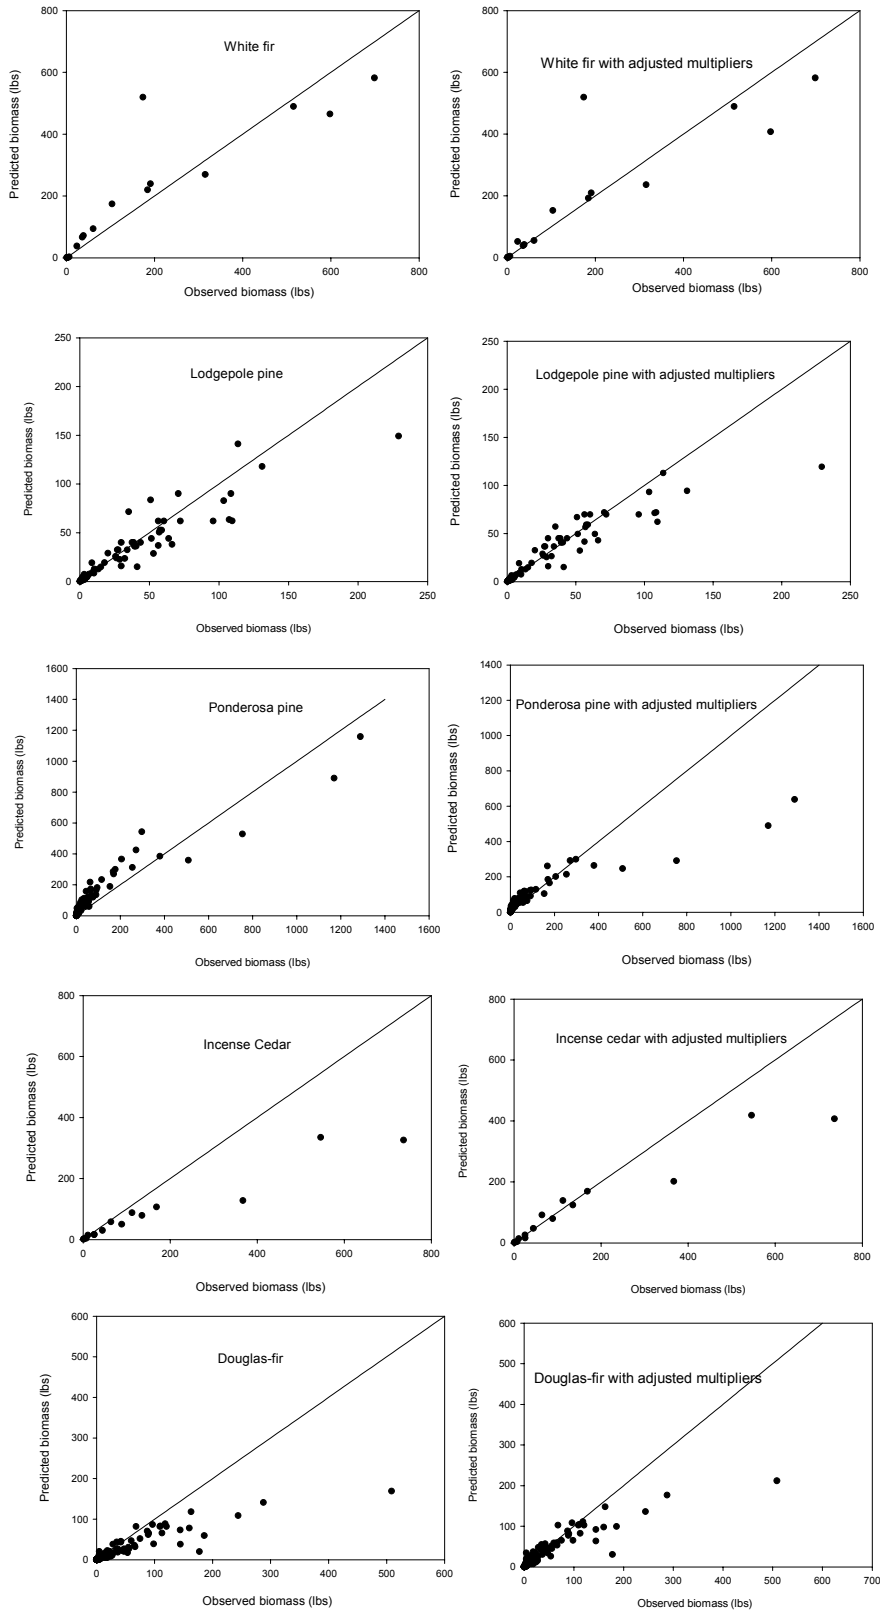 White fir
Predicted biomass (lbs)
800
600
400
200
0
0 200 400 600 800
Observed biomass (lbs)
White fir with adjusted multipliers
Predicted biomass (lbs)
800
600
400
200
0
0 200 400 600 800
Observed biomass (lbs)
Lodgepole pine
Predicted biomass (lbs)
250
200
150
100
50
0
0 50 100 150 200 250
Observed biomass (lbs)
Lodgepole pine with adjusted multipliers
Predicted biomass (lbs)
250
200
150
100
50
0
0 50 100 150 200 250
Observed biomass (lbs)
Ponderosa pine
Predicted biomass (lbs)
1600
1400
1200
1000
800
600
400
200
0
0 200 400 600 800 1000 1200 1400 1600
Observed biomass (lbs)
Ponderosa pine with adjusted multipliers
Predicted biomass (lbs)
1400
1200
1000
800
600
400
200
0
0 200 400 600 800 1000 1200 1400 1600
Observed biomass (lbs)
Incense Cedar
Predicted biomass (lbs)
800
600
400
200
0
0 200 400 600 800
Observed biomass (lbs)
Incense cedar with adjusted multipliers
Predicted biomass (lbs)
800
600
400
200
0
0 200 400 600 800
Observed biomass (lbs)
Douglas-fir
Predicted biomass (lbs)
600
500
400
300
200
100
0
0 100 200 300 400 500 600
Observed biomass (lbs)
Douglas-fir with adjusted multipliers
Predicted biomass (lbs)
600
500
400
300
200
100
0
0 100 200 300 400 500 600 700
Observed biomass (lbs)